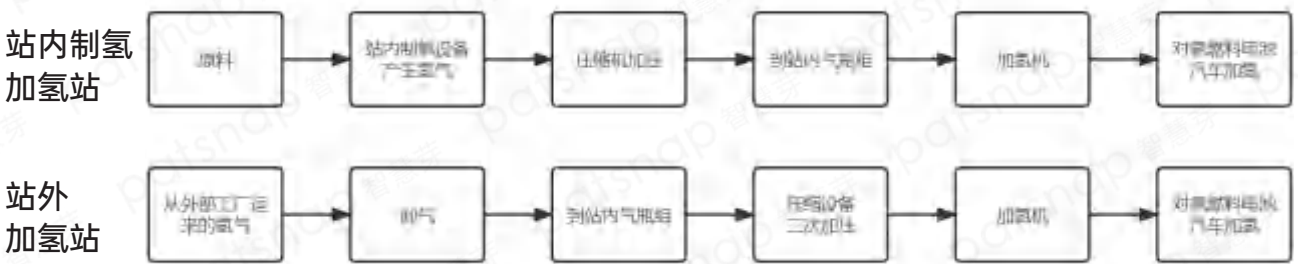 站内制氢
加氢站
原料
站内制氢设备
产生氢气
压缩机加压
到站内气瓶组
加氢机
对氢燃料电池
汽车加氢
站外
加氢站
从外部工厂运
来的氢气
卸气
到站内气瓶组
压缩设备
二次加压
加氢机
对氢燃料电池
汽车加氢
patsnap 智慧芽